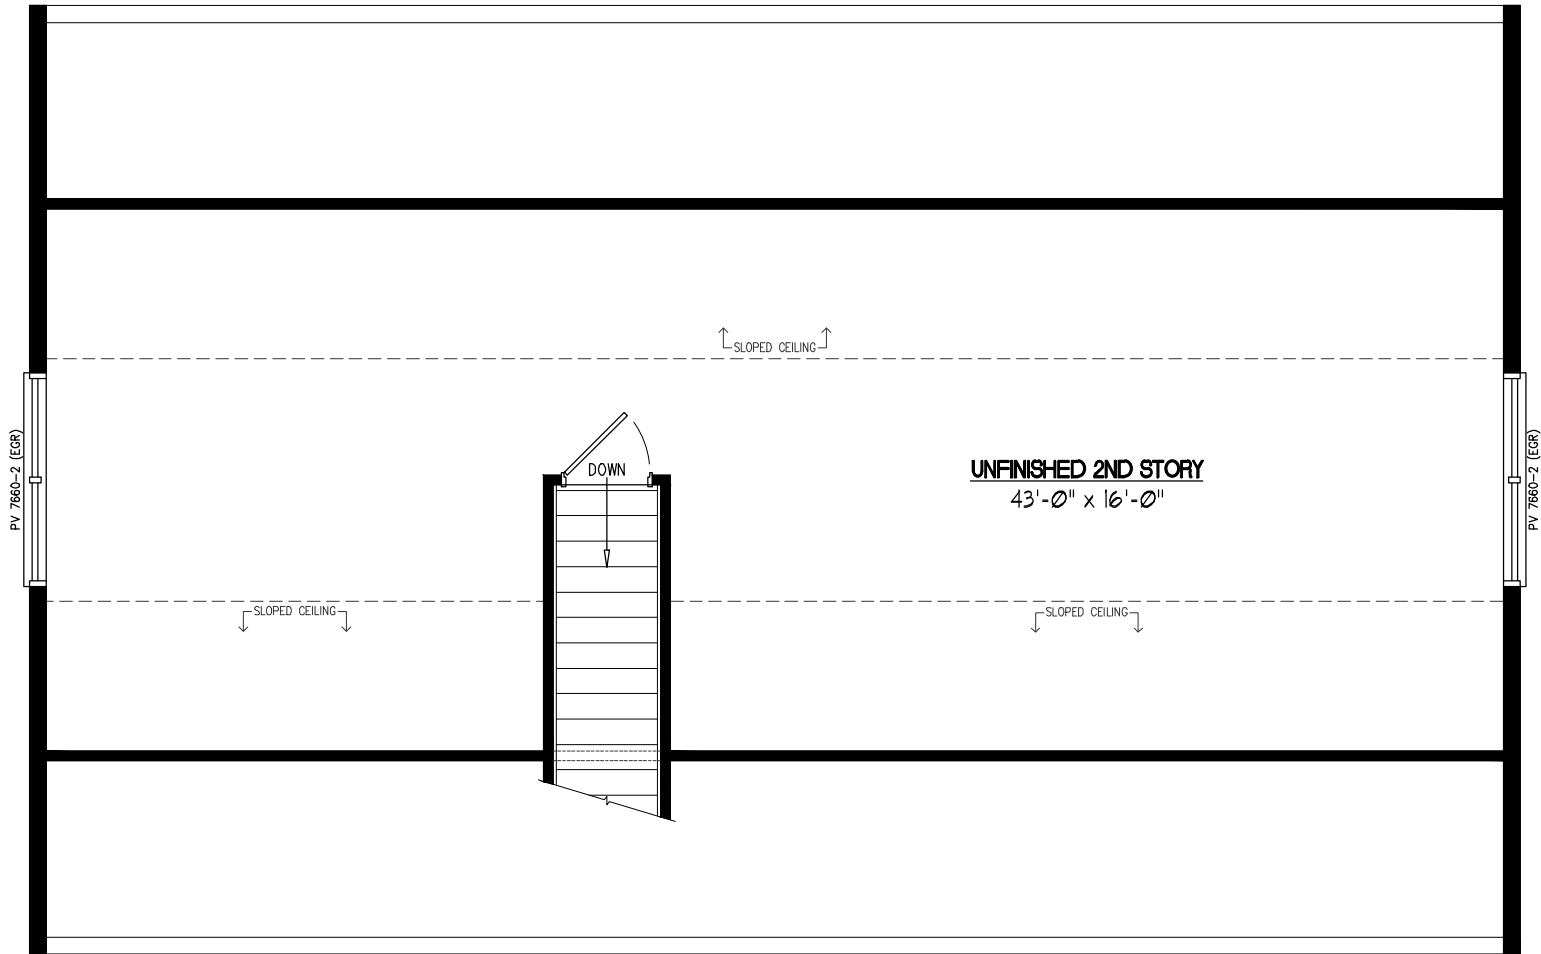 SLOPED CEILING
PV 7660-2 (EGR)
DOWN
UNFINISHED 2ND STORY
43'-0" x 16'-0"
PV 7660-2 (EGR)
SLOPED CEILING
SLOPED CEILING